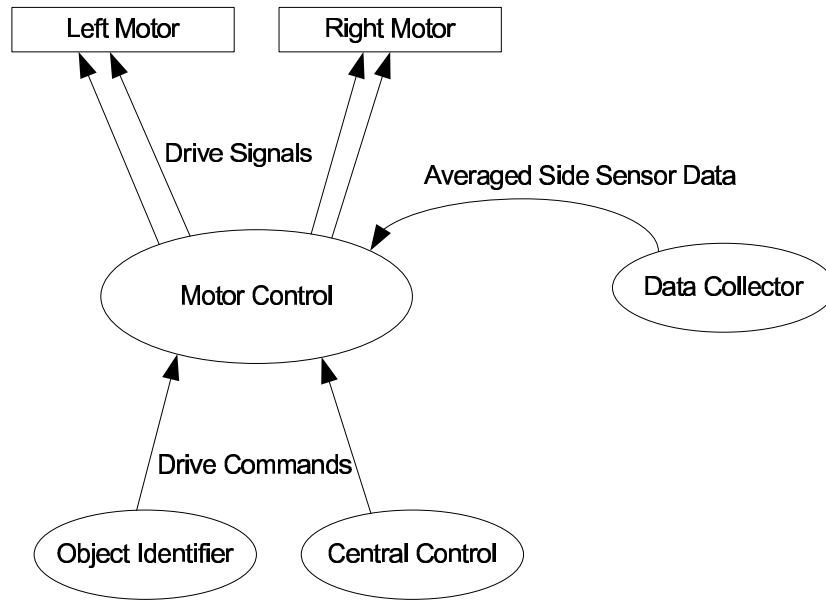 Left Motor
Right Motor
Drive Signals
Averaged Side Sensor Data
Motor Control
Data Collector
Drive Commands
Object Identifier
Central Control